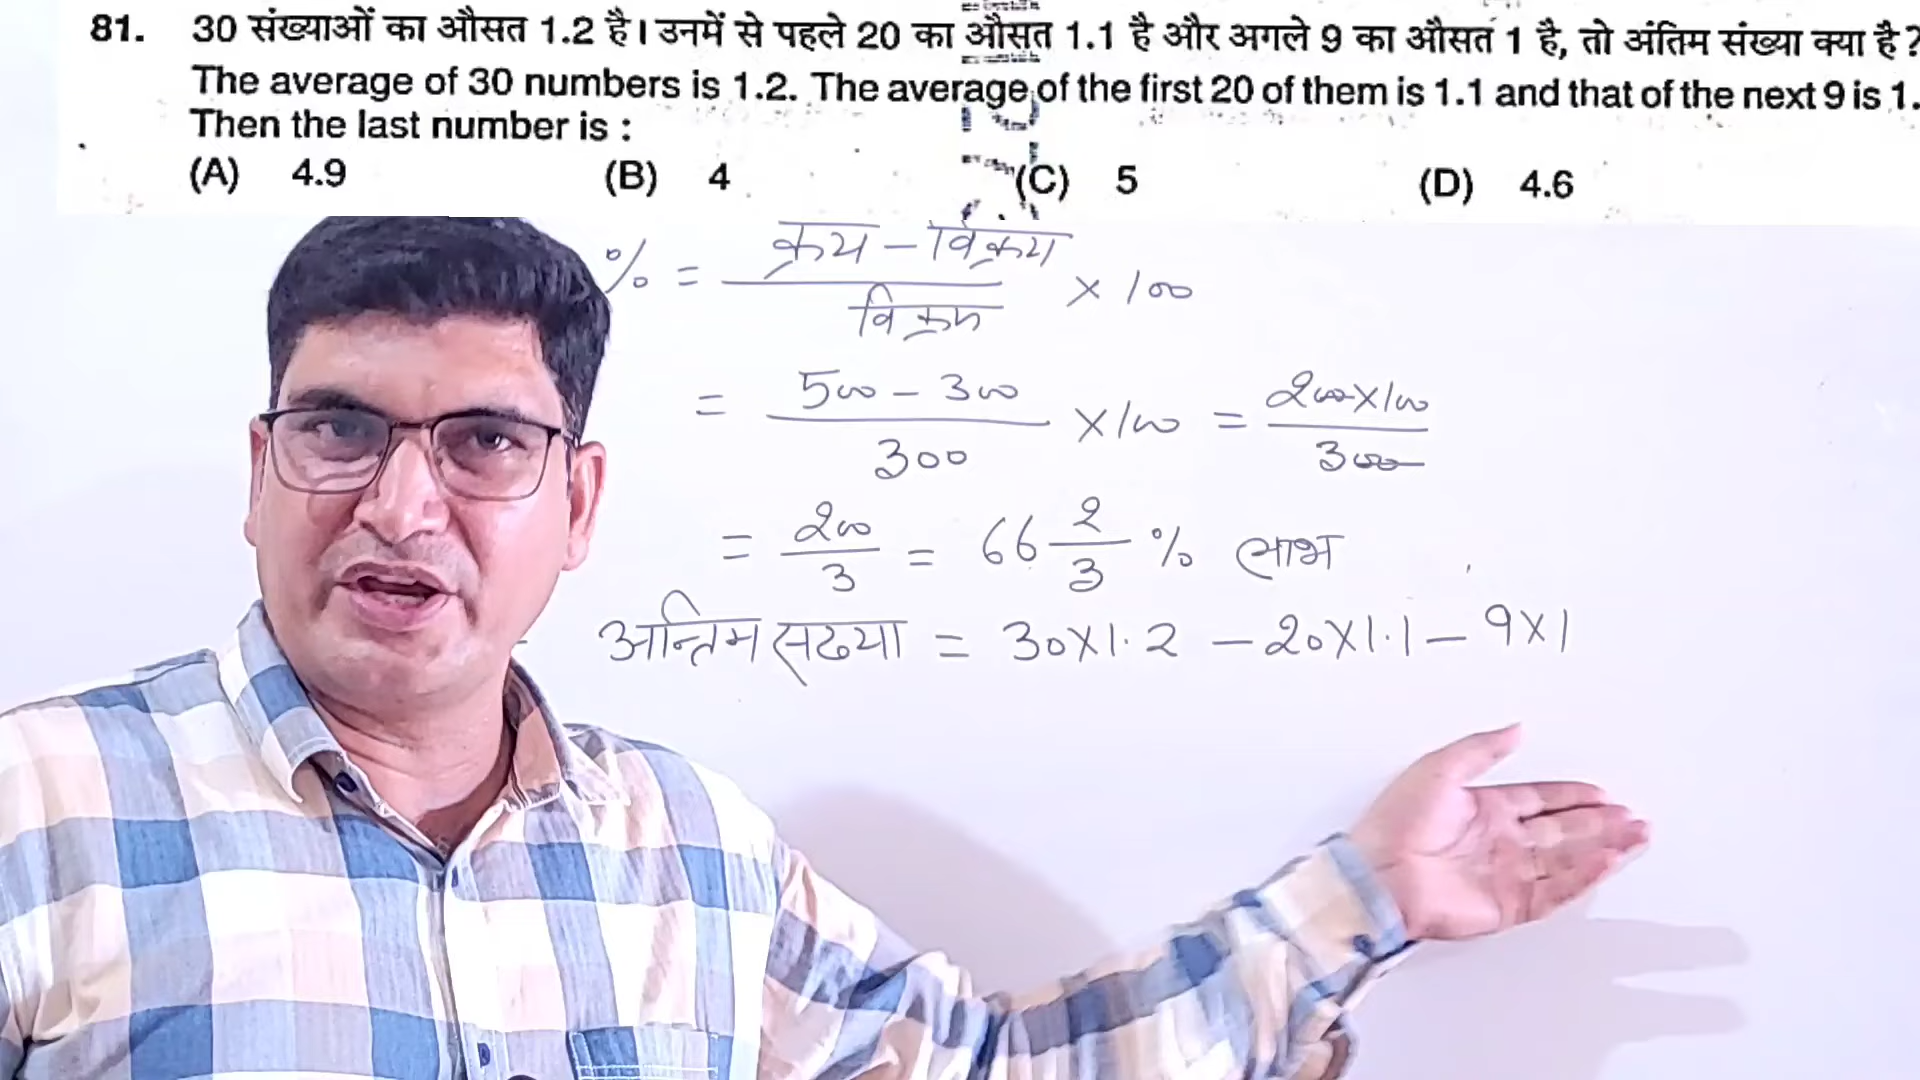 81. 30 संख्याओं का औसत 1.2 है। उनमें से पहले 20 का औसत 1.1 है और अगले 9 का औसत 1 है, तो अंतिम संख्या क्या है?
The average of 30 numbers is 1.2. The average of the first 20 of them is 1.1 and that of the next 9 is 1.
Then the last number is :
(A) 4.9 (B) 4 (C) 5 (D) 4.6
% = क्रय – विक्रय / विक्रय × 100
= 500 – 300 / 300 × 100 = 200×100 / 300
= 200 / 3 = 66 2/3 % लाभ
अन्तिम संख्या = 30×1.2 – 20×1.1 – 9×1